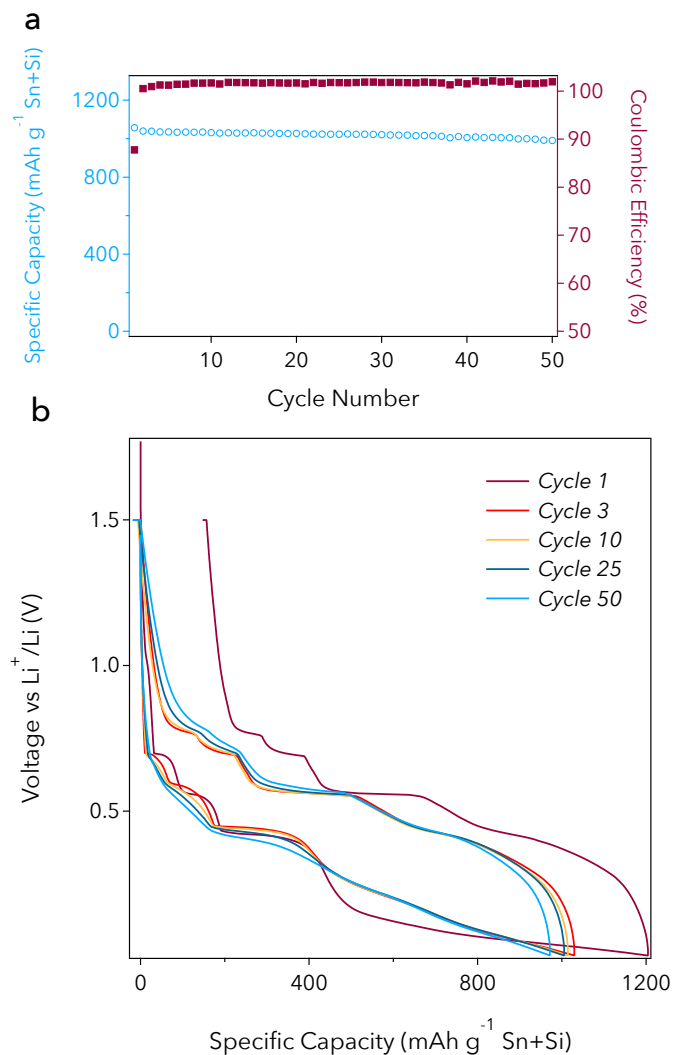 a
Specific Capacity (mAh g⁻¹ Sn+Si)
1200
800
400
0
100
90
80
70
60
50
Coulombic Efficiency (%)
10 20 30 40 50
Cycle Number
b
Voltage vs Li⁺/Li (V)
1.5
1.0
0.5
Cycle 1
Cycle 3
Cycle 10
Cycle 25
Cycle 50
0 400 800 1200
Specific Capacity (mAh g⁻¹ Sn+Si)